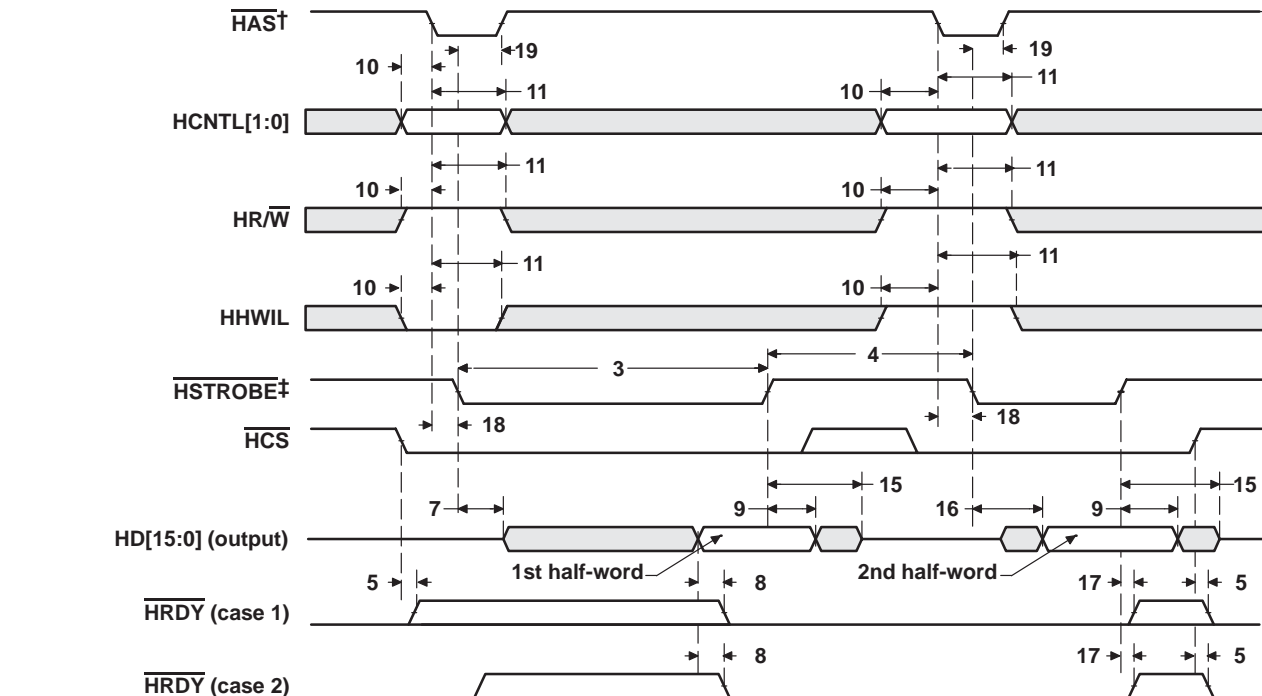 HAS†
19
19
10
11
11
10
HCNTL[1:0]
11
11
10
10
HR/W
11
11
10
10
HHWIL
4
3
HSTROBE‡
18
18
HCS
15
15
7
9
16
9
HD[15:0] (output)
1st half-word
2nd half-word
5
8
17
5
HRDY (case 1)
8
17
5
HRDY (case 2)